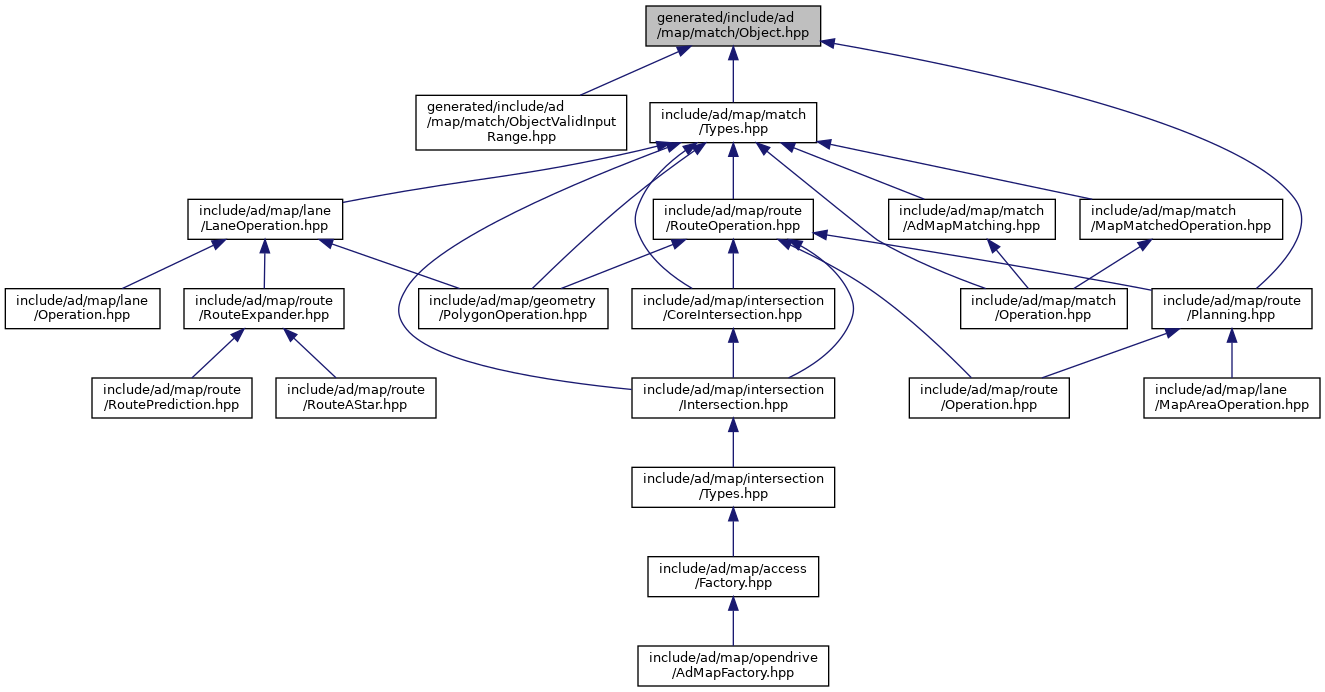 generated/include/ad
/map/match/Object.hpp
generated/include/ad
/map/match/ObjectValidInput
Range.hpp
include/ad/map/match
/Types.hpp
include/ad/map/lane
/LaneOperation.hpp
include/ad/map/route
/RouteOperation.hpp
include/ad/map/match
/AdMapMatching.hpp
include/ad/map/match
/MapMatchedOperation.hpp
include/ad/map/lane
/Operation.hpp
include/ad/map/route
/RouteExpander.hpp
include/ad/map/geometry
/PolygonOperation.hpp
include/ad/map/intersection
/CoreIntersection.hpp
include/ad/map/match
/Operation.hpp
include/ad/map/route
/Planning.hpp
include/ad/map/route
/RoutePrediction.hpp
include/ad/map/route
/RouteAStar.hpp
include/ad/map/intersection
/Intersection.hpp
include/ad/map/route
/Operation.hpp
include/ad/map/lane
/MapAreaOperation.hpp
include/ad/map/intersection
/Types.hpp
include/ad/map/access
/Factory.hpp
include/ad/map/opendrive
/AdMapFactory.hpp